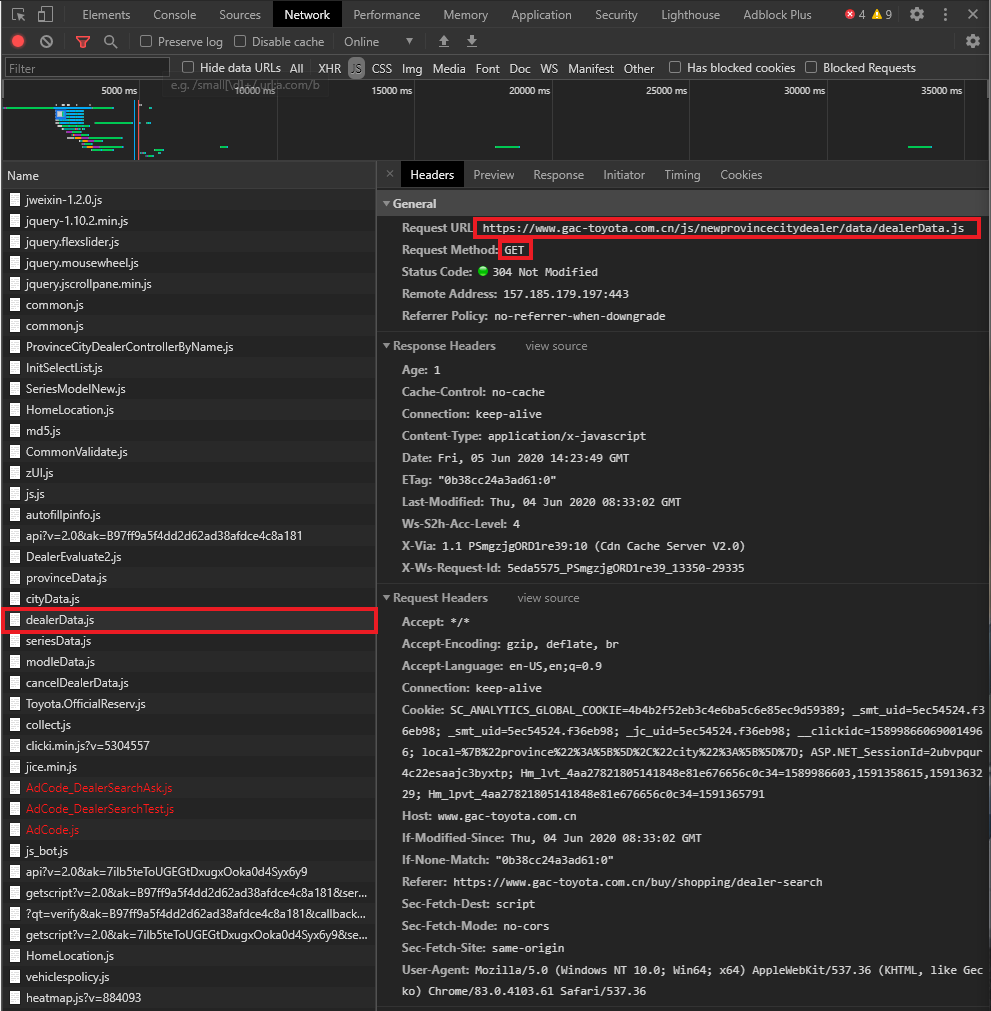 Elements Console Sources Network Performance Memory Application Security Lighthouse Adblock Plus 4 9
Preserve log Disable cache Online
Filter Hide data URLs All XHR JS CSS Img Media Font Doc WS Manifest Other Has blocked cookies Blocked Requests
e.g. /small[\d]+/ url:a.com/b
5000 ms 10000 ms 15000 ms 20000 ms 25000 ms 30000 ms 35000 ms
Name
jweixin-1.2.0.js
jquery-1.10.2.min.js
jquery.flexslider.js
jquery.mousewheel.js
jquery.jscrollpane.min.js
common.js
common.js
ProvinceCityDealerControllerByName.js
InitSelectList.js
SeriesModelNew.js
HomeLocation.js
md5.js
CommonValidate.js
zUI.js
js.js
autofillpinfo.js
api?v=2.0&ak=B97ff9a5f4dd2d62ad38afdce4c8a181
DealerEvaluate2.js
provinceData.js
cityData.js
dealerData.js
seriesData.js
modleData.js
cancelDealerData.js
Toyota.OfficialReserv.js
collect.js
clicki.min.js?v=5304557
jice.min.js
AdCode_DealerSearchAsk.js
AdCode_DealerSearchTest.js
AdCode.js
js_bot.js
api?v=2.0&ak=7iIb5teToUGEGtDxugxOoka0d4Syx6y9
getscript?v=2.0&ak=B97ff9a5f4dd2d62ad38afdce4c8a181&ser...
?qt=verify&ak=B97ff9a5f4dd2d62ad38afdce4c8a181&callback...
getscript?v=2.0&ak=7iIb5teToUGEGtDxugxOoka0d4Syx6y9&se...
HomeLocation.js
vehiclespolicy.js
heatmap.js?v=884093
Headers Preview Response Initiator Timing Cookies
General
Request URL https://www.gac-toyota.com.cn/js/newprovincecitydealer/data/dealerData.js
Request Method: GET
Status Code: 304 Not Modified
Remote Address: 157.185.179.197:443
Referrer Policy: no-referrer-when-downgrade
Response Headers view source
Age: 1
Cache-Control: no-cache
Connection: keep-alive
Content-Type: application/x-javascript
Date: Fri, 05 Jun 2020 14:23:49 GMT
ETag: "0b38cc24a3ad61:0"
Last-Modified: Thu, 04 Jun 2020 08:33:02 GMT
Ws-S2h-Acc-Level: 4
X-Via: 1.1 PSmgzjgORD1re39:10 (Cdn Cache Server V2.0)
X-Ws-Request-Id: 5eda5575_PSmgzjgORD1re39_13350-29335
Request Headers view source
Accept: */*
Accept-Encoding: gzip, deflate, br
Accept-Language: en-US,en;q=0.9
Connection: keep-alive
Cookie: SC_ANALYTICS_GLOBAL_COOKIE=4b4b2f52eb3c4e6ba5c6e85ec9d59389; _smt_uid=5ec54524.f3
6eb98; _smt_uid=5ec54524.f36eb98; _jc_uid=5ec54524.f36eb98; __clickidc=15899866069001496
6; local=%7B%22province%22%3A%5B%5D%2C%22city%22%3A%5B%5D%7D; ASP.NET_SessionId=2ubvpqur
4c22esaajc3byxtp; Hm_lvt_4aa27821805141848e81e676656c0c34=1589986603,1591358615,15913632
29; Hm_lpvt_4aa27821805141848e81e676656c0c34=1591365791
Host: www.gac-toyota.com.cn
If-Modified-Since: Thu, 04 Jun 2020 08:33:02 GMT
If-None-Match: "0b38cc24a3ad61:0"
Referer: https://www.gac-toyota.com.cn/buy/shopping/dealer-search
Sec-Fetch-Dest: script
Sec-Fetch-Mode: no-cors
Sec-Fetch-Site: same-origin
User-Agent: Mozilla/5.0 (Windows NT 10.0; Win64; x64) AppleWebKit/537.36 (KHTML, like Gec
ko) Chrome/83.0.4103.61 Safari/537.36